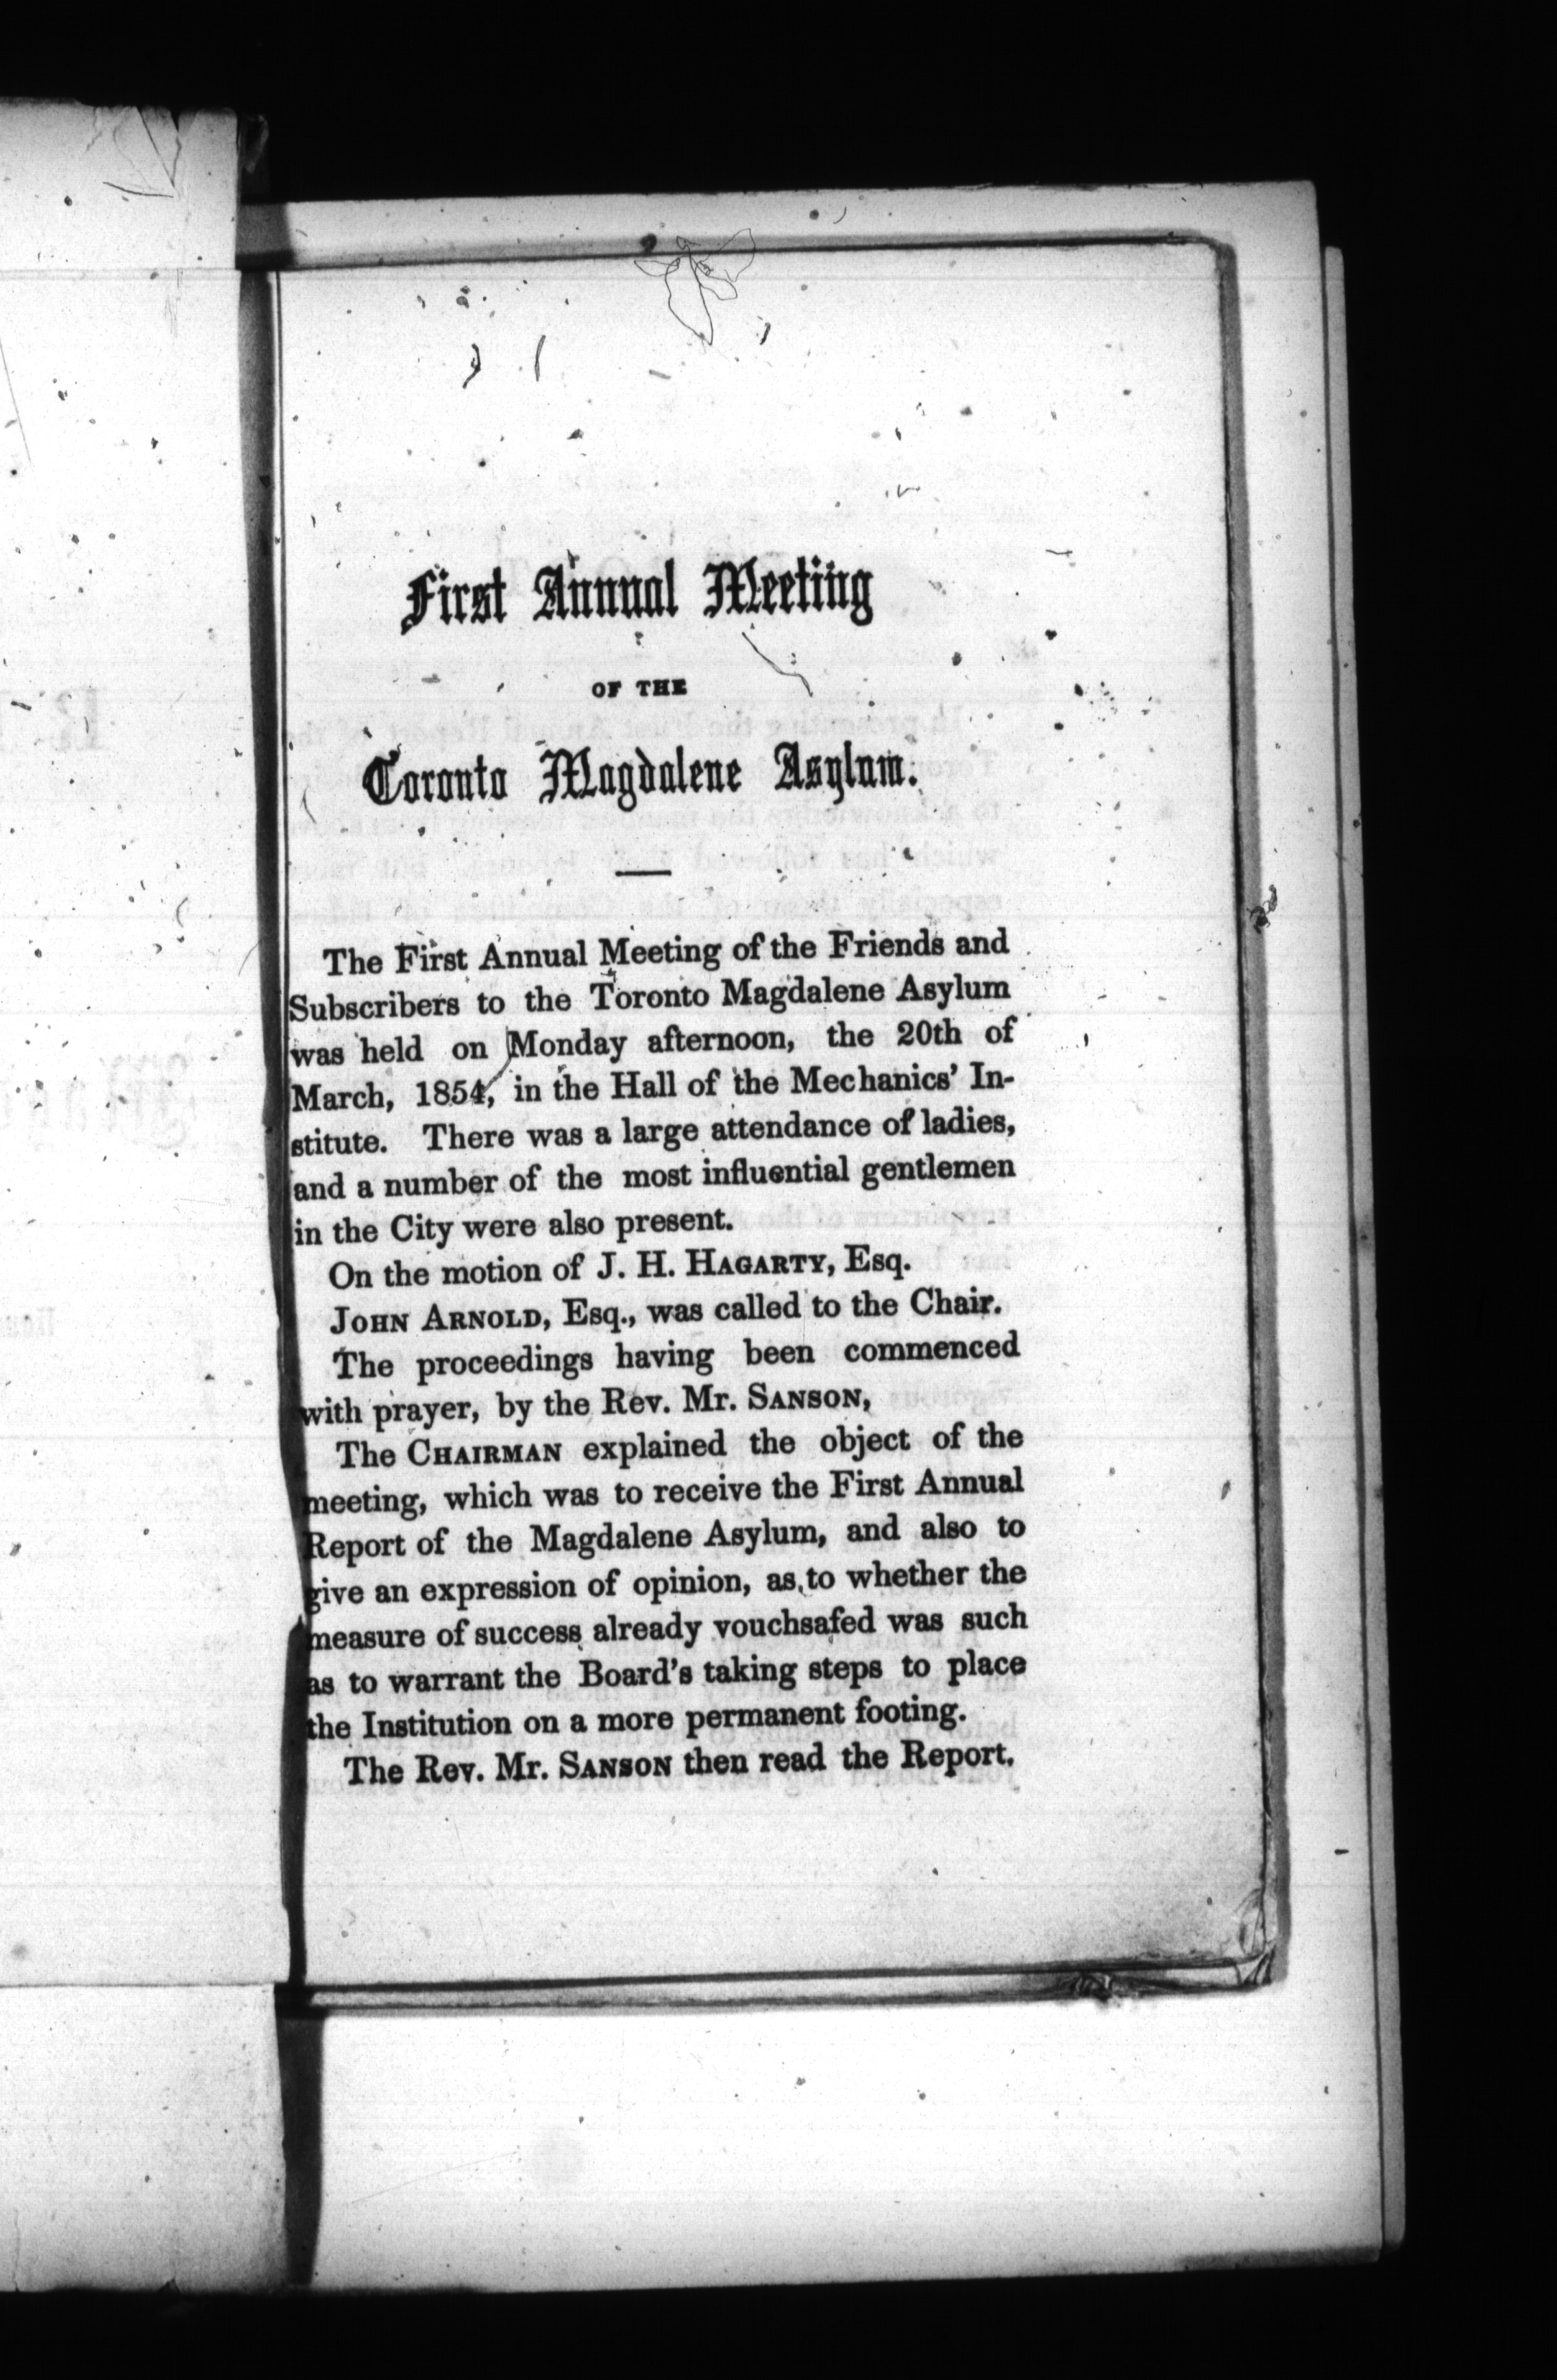 First Annual Meeting
OF THE
Toronto Magdalene Asylum.
The First Annual Meeting of the Friends and
Subscribers to the Toronto Magdalene Asylum
was held on Monday afternoon, the 20th of
March, 1854, in the Hall of the Mechanics' In-
stitute. There was a large attendance of ladies,
and a number of the most influential gentlemen
in the City were also present.
On the motion of J. H. HAGARTY, Esq.
JOHN ARNOLD, Esq., was called to the Chair.
The proceedings having been commenced
with prayer, by the Rev. Mr. SANSON,
The CHAIRMAN explained the object of the
meeting, which was to receive the First Annual
Report of the Magdalene Asylum, and also to
give an expression of opinion, as to whether the
measure of success already vouchsafed was such
as to warrant the Board's taking steps to place
the Institution on a more permanent footing.
The Rev. Mr. SANSON then read the Report.